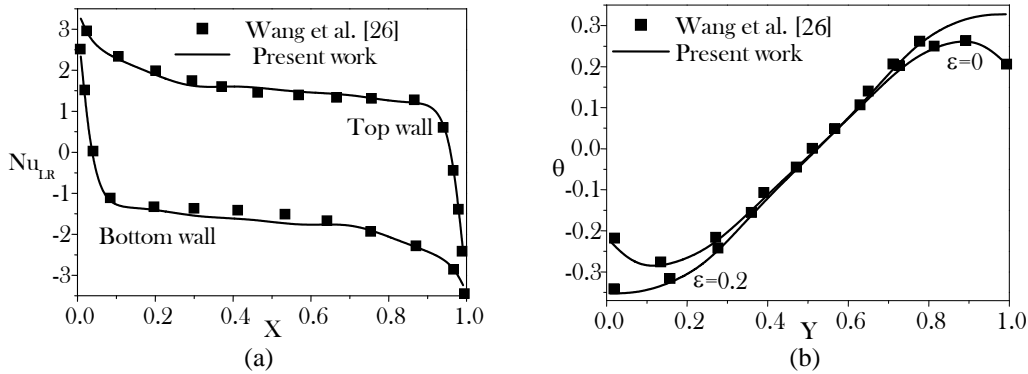 Wang et al. [26]
Present work
3
2
1
0
-1
-2
-3
Nu_LR
Top wall
Bottom wall
0.0 0.2 0.4 0.6 0.8 1.0
X
(a)
Wang et al. [26]
Present work
0.3
0.2
0.1
0.0
-0.1
-0.2
-0.3
θ
ε=0
ε=0.2
0.0 0.2 0.4 0.6 0.8 1.0
Y
(b)